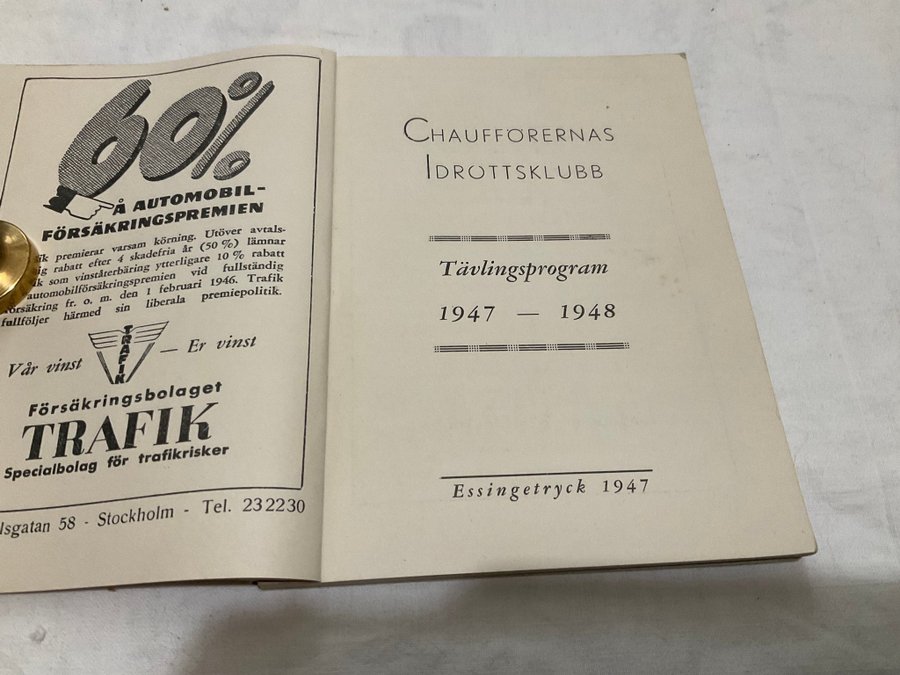 60%
Å AUTOMOBIL-
FÖRSÄKRINGSPREMIEN
premierar varsam körning. Utöver avtals-
rabatt efter 4 skadefria år (50 %) lämnar
som vinståterbäring ytterligare 10 % rabatt
automobilförsäkringspremien vid fullständig
fr. o. m. den 1 februari 1946. Trafik
fullföljer härmed sin liberala premiepolitik.
Vår vinst TRAFIK — Er vinst
Försäkringsbolaget
TRAFIK
Specialbolag för trafikrisker
lsgatan 58 - Stockholm - Tel. 232230
CHAUFFÖRERNAS
IDROTTSKLUBB
Tävlingsprogram
1947 — 1948
Essingetryck 1947